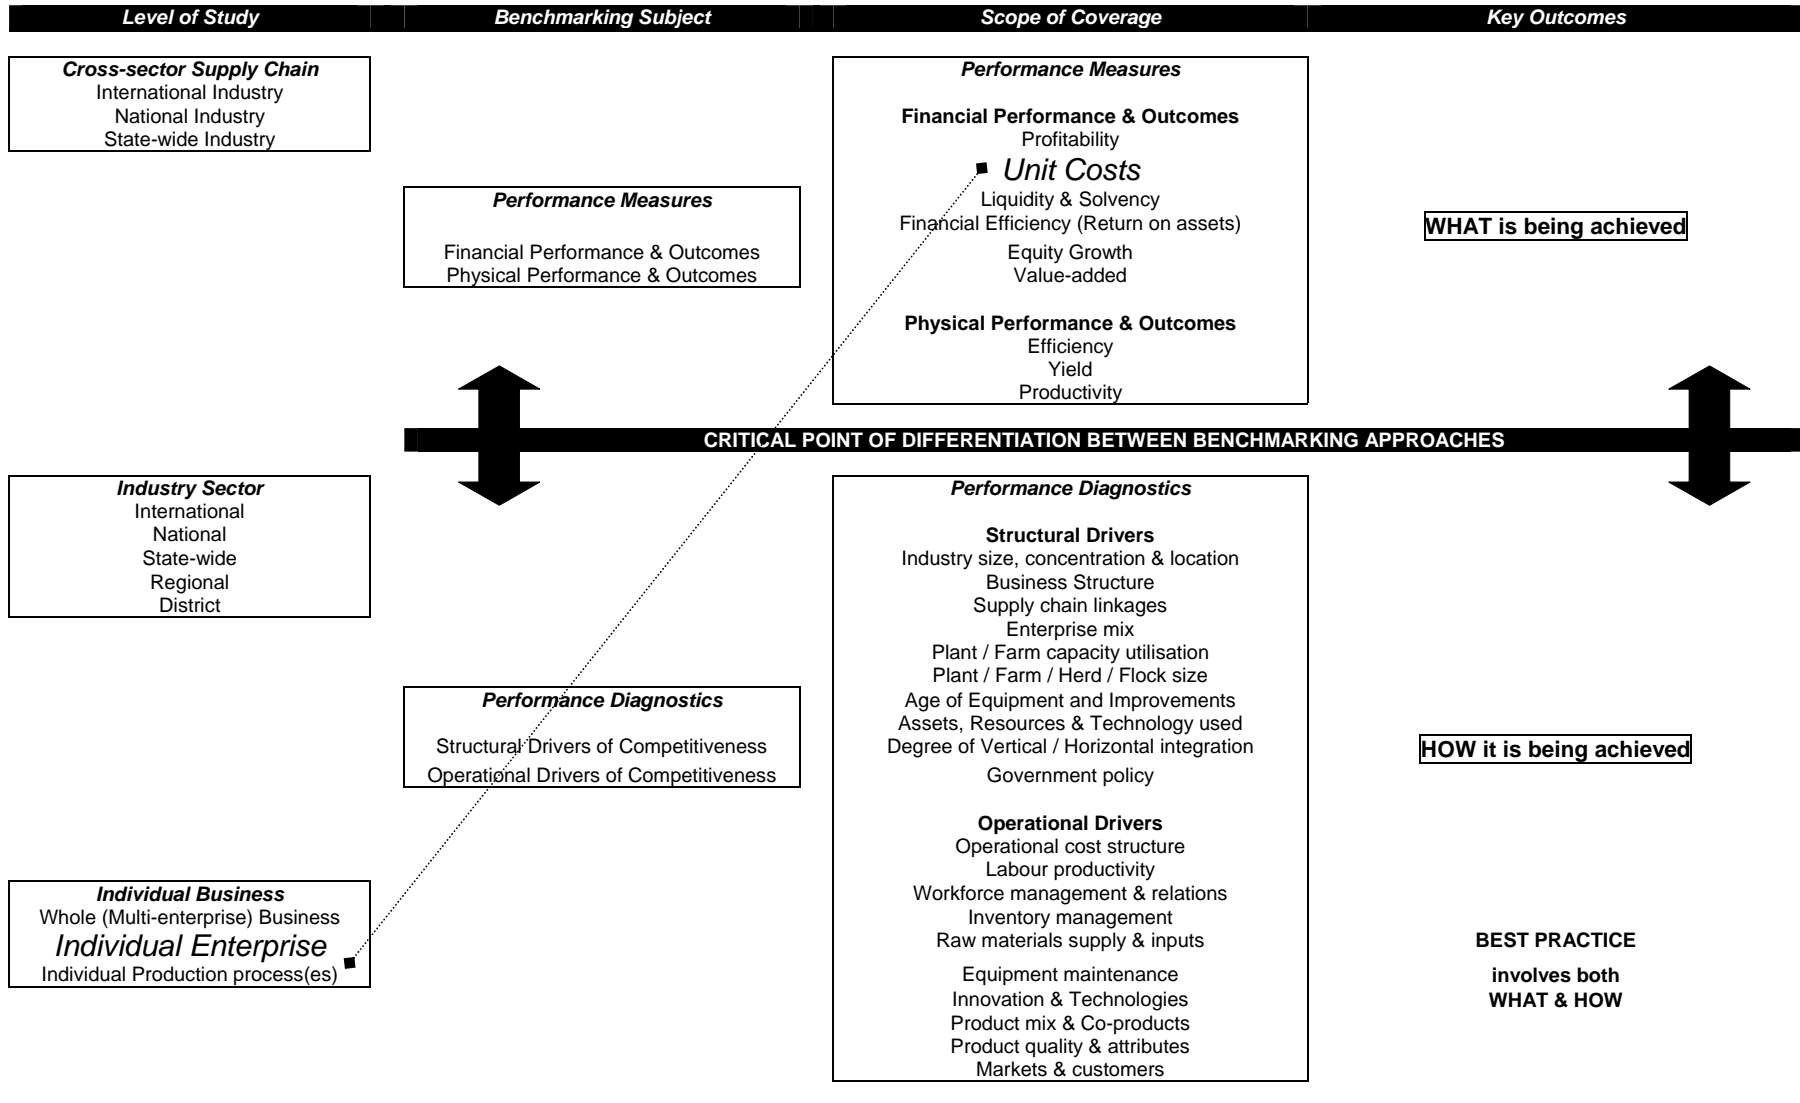 Level of Study
Benchmarking Subject
Scope of Coverage
Key Outcomes
Cross-sector Supply Chain
International Industry
National Industry
State-wide Industry
Performance Measures
Financial Performance & Outcomes
Physical Performance & Outcomes
Performance Measures
Financial Performance & Outcomes
Profitability
Unit Costs
Liquidity & Solvency
Financial Efficiency (Return on assets)
Equity Growth
Value-added
Physical Performance & Outcomes
Efficiency
Yield
Productivity
WHAT is being achieved
CRITICAL POINT OF DIFFERENTIATION BETWEEN BENCHMARKING APPROACHES
Industry Sector
International
National
State-wide
Regional
District
Performance Diagnostics
Structural Drivers of Competitiveness
Operational Drivers of Competitiveness
Performance Diagnostics
Structural Drivers
Industry size, concentration & location
Business Structure
Supply chain linkages
Enterprise mix
Plant / Farm capacity utilisation
Plant / Farm / Herd / Flock size
Age of Equipment and Improvements
Assets, Resources & Technology used
Degree of Vertical / Horizontal integration
Government policy
Operational Drivers
Operational cost structure
Labour productivity
Workforce management & relations
Inventory management
Raw materials supply & inputs
Equipment maintenance
Innovation & Technologies
Product mix & Co-products
Product quality & attributes
Markets & customers
HOW it is being achieved
Individual Business
Whole (Multi-enterprise) Business
Individual Enterprise
Individual Production process(es)
BEST PRACTICE
involves both
WHAT & HOW